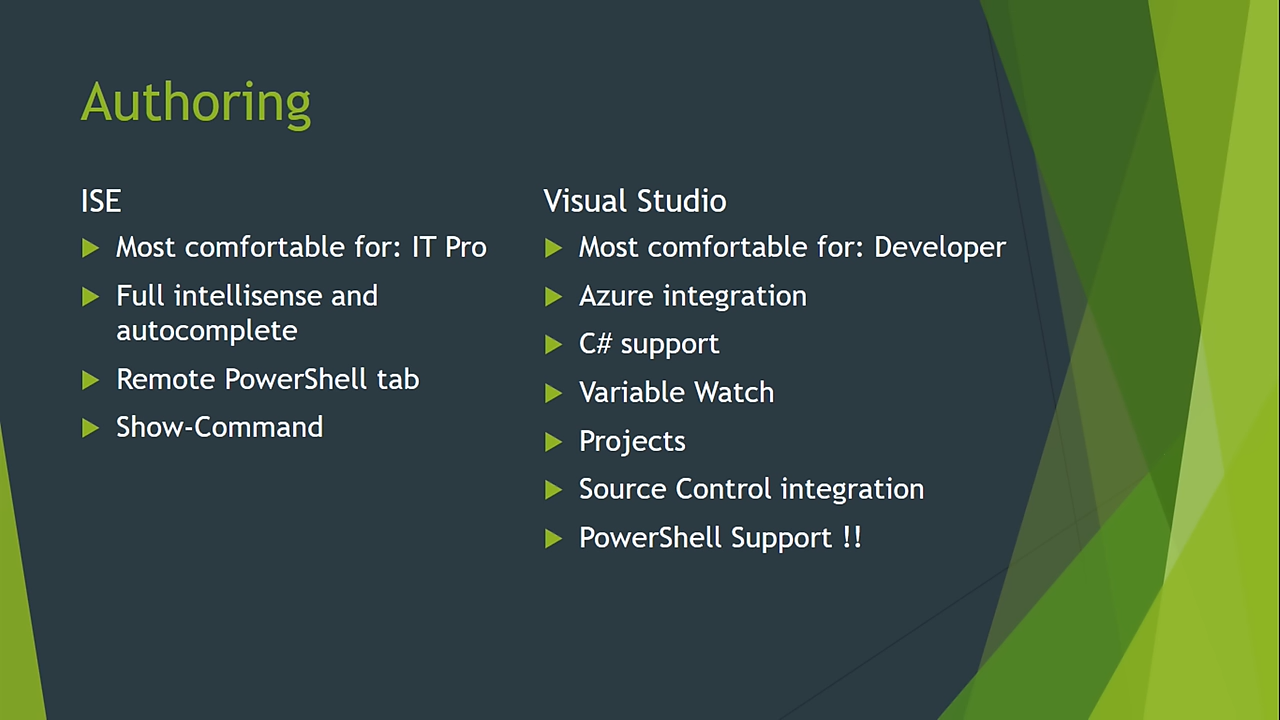 Authoring
ISE
Most comfortable for: IT Pro
Full intellisense and
autocomplete
Remote PowerShell tab
Show-Command
Visual Studio
Most comfortable for: Developer
Azure integration
C# support
Variable Watch
Projects
Source Control integration
PowerShell Support !!